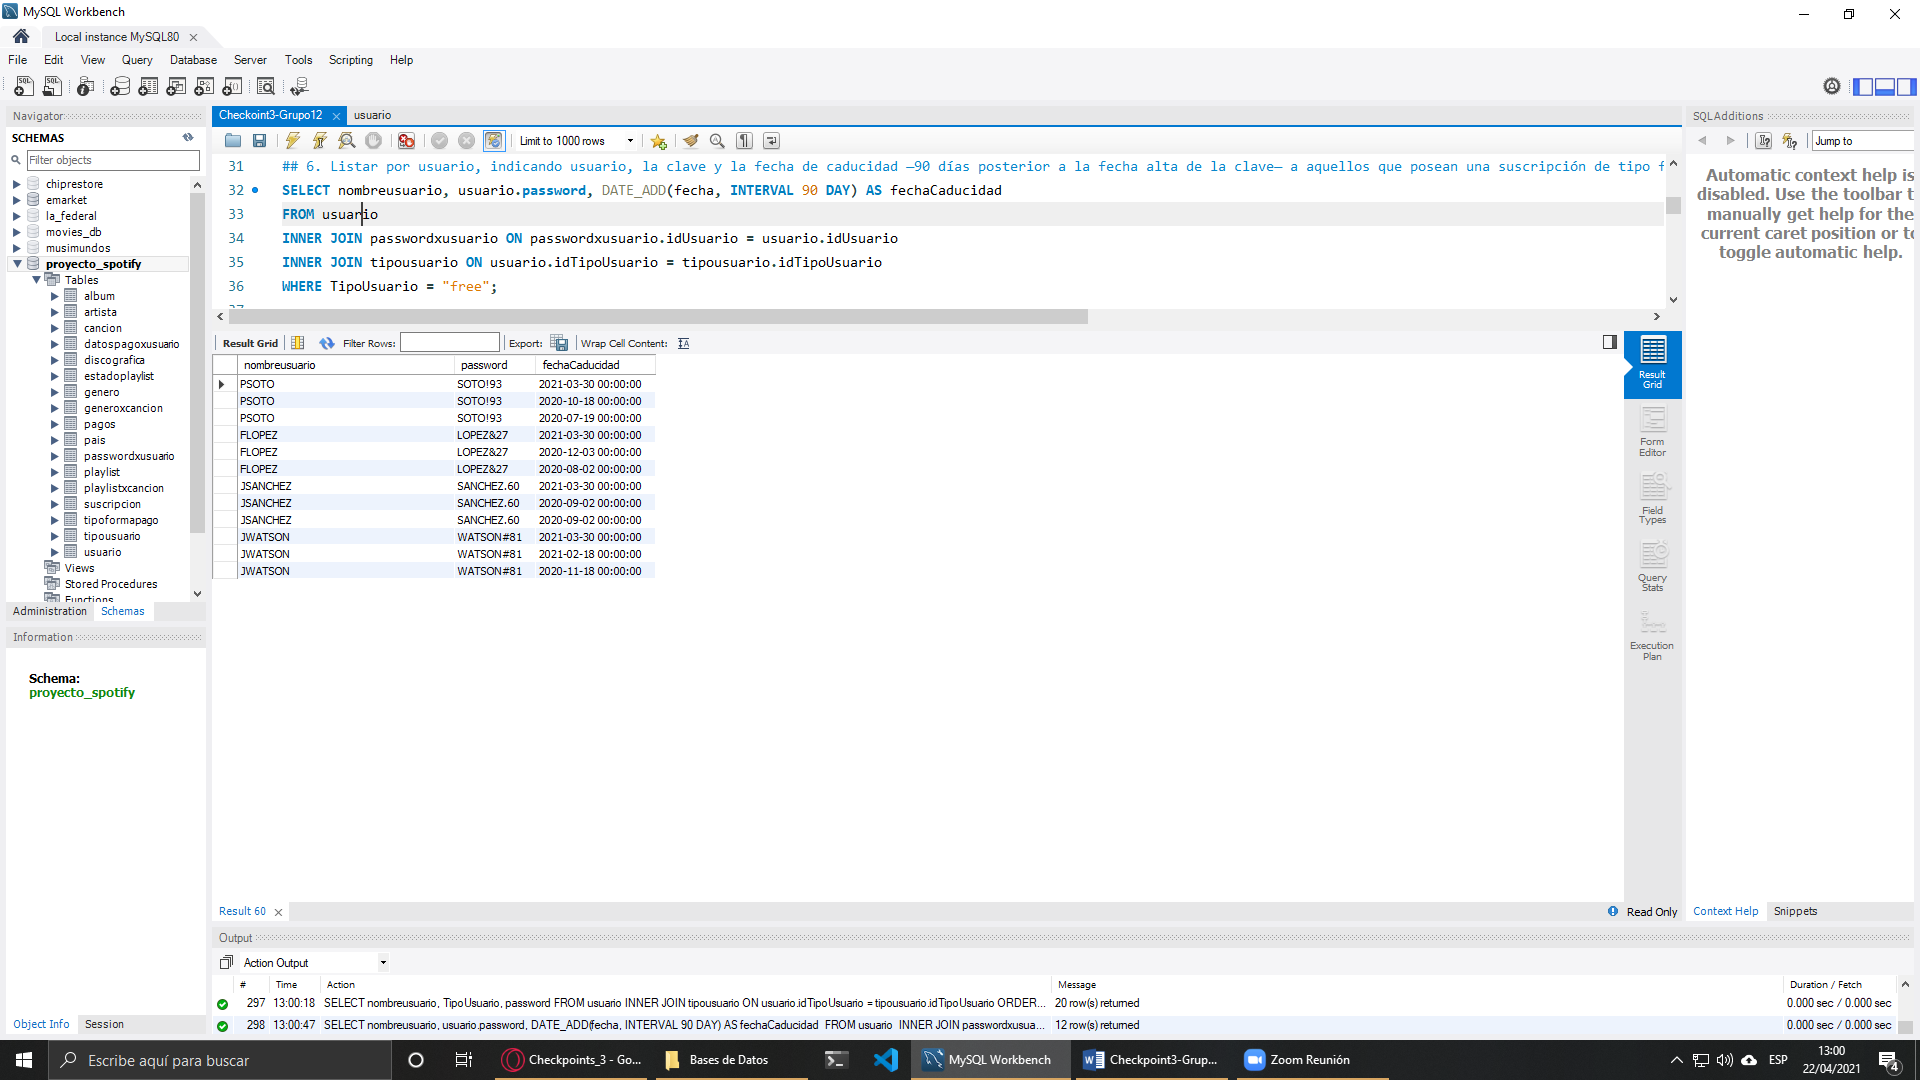 MySQL Workbench
Local instance MySQL80
File Edit View Query Database Server Tools Scripting Help
Navigator
SCHEMAS
Filter objects
chiprestore
emarket
la_federal
movies_db
musimundos
proyecto_spotify
Tables
album
artista
cancion
datospagoxusuario
discografica
estadoplaylist
genero
generoxcancion
pagos
pais
passwordxusuario
playlist
playlistxcancion
suscripcion
tipoformapago
tipousuario
usuario
Views
Stored Procedures
Functions
Administration Schemas
Information
Schema:
proyecto_spotify
Object Info Session
Checkoint3-Grupo12 usuario
Limit to 1000 rows
31 ## 6. Listar por usuario, indicando usuario, la clave y la fecha de caducidad —90 días posterior a la fecha alta de la clave— a aquellos que posean una suscripción de tipo f
32 SELECT nombreusuario, usuario.password, DATE_ADD(fecha, INTERVAL 90 DAY) AS fechaCaducidad
33 FROM usuario
34 INNER JOIN passwordxusuario ON passwordxusuario.idUsuario = usuario.idUsuario
35 INNER JOIN tipousuario ON usuario.idTipoUsuario = tipousuario.idTipoUsuario
36 WHERE TipoUsuario = "free";
Result Grid Filter Rows: Export: Wrap Cell Content:
nombreusuario password fechaCaducidad
PSOTO SOTO!93 2021-03-30 00:00:00
PSOTO SOTO!93 2020-10-18 00:00:00
PSOTO SOTO!93 2020-07-19 00:00:00
FLOPEZ LOPEZ&27 2021-03-30 00:00:00
FLOPEZ LOPEZ&27 2020-12-03 00:00:00
FLOPEZ LOPEZ&27 2020-08-02 00:00:00
JSANCHEZ SANCHEZ.60 2021-03-30 00:00:00
JSANCHEZ SANCHEZ.60 2020-09-02 00:00:00
JSANCHEZ SANCHEZ.60 2020-09-02 00:00:00
JWATSON WATSON#81 2021-03-30 00:00:00
JWATSON WATSON#81 2021-02-18 00:00:00
JWATSON WATSON#81 2020-11-18 00:00:00
Result
Grid
Form
Editor
Field
Types
Query
Stats
Execution
Plan
Result 60
Read Only
SQLAdditions
Jump to
Automatic context help is
disabled. Use the toolbar t
manually get help for the
current caret position or to
toggle automatic help.
Context Help Snippets
Output
Action Output
# Time Action Message Duration / Fetch
297 13:00:18 SELECT nombreusuario, TipoUsuario, password FROM usuario INNER JOIN tipousuario ON usuario.idTipoUsuario = tipousuario.idTipoUsuario ORDER... 20 row(s) returned 0.000 sec / 0.000 sec
298 13:00:47 SELECT nombreusuario, usuario.password, DATE_ADD(fecha, INTERVAL 90 DAY) AS fechaCaducidad FROM usuario INNER JOIN passwordxusua... 12 row(s) returned 0.000 sec / 0.000 sec
Escribe aquí para buscar
Checkpoints_3 - Go...
Bases de Datos
MySQL Workbench
Checkpoint3-Grup...
Zoom Reunión
ESP
13:00
22/04/2021
4